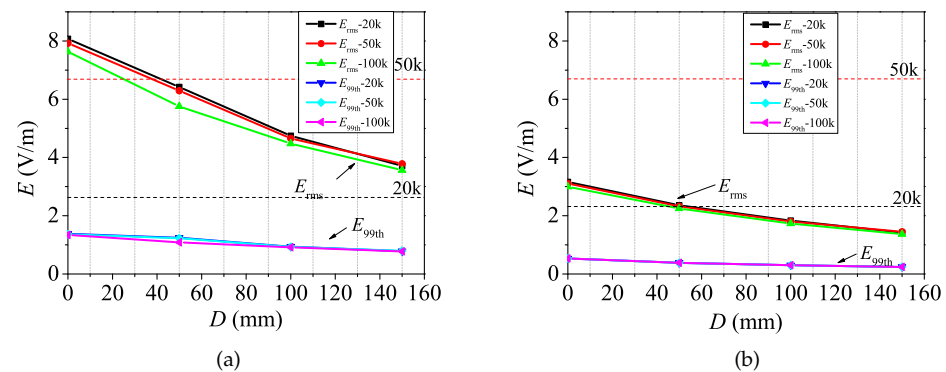 E_rms-20k
E_rms-50k
E_rms-100k
E_99th-20k
E_99th-50k
E_99th-100k
50k
20k
E_rms
E_99th
E (V/m)
8
6
4
2
0
0 20 40 60 80 100 120 140 160
D (mm)
(a)
E_rms-20k
E_rms-50k
E_rms-100k
E_99th-20k
E_99th-50k
E_99th-100k
50k
20k
E_rms
E_99th
E (V/m)
8
6
4
2
0
0 20 40 60 80 100 120 140 160
D (mm)
(b)